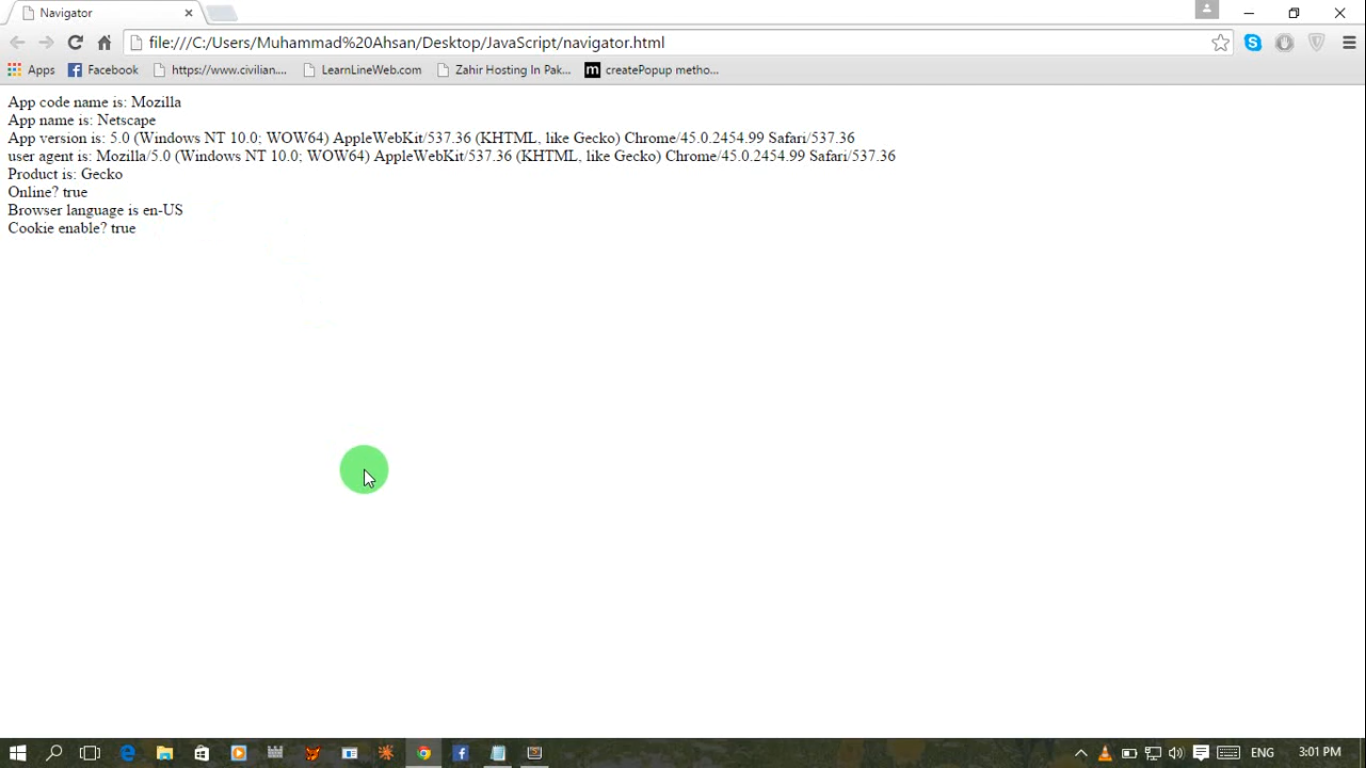 Navigator
file:///C:/Users/Muhammad%20Ahsan/Desktop/JavaScript/navigator.html
Apps Facebook https://www.civilian.... LearnLineWeb.com Zahir Hosting In Pak... m createPopup metho...
App code name is: Mozilla
App name is: Netscape
App version is: 5.0 (Windows NT 10.0; WOW64) AppleWebKit/537.36 (KHTML, like Gecko) Chrome/45.0.2454.99 Safari/537.36
user agent is: Mozilla/5.0 (Windows NT 10.0; WOW64) AppleWebKit/537.36 (KHTML, like Gecko) Chrome/45.0.2454.99 Safari/537.36
Product is: Gecko
Online? true
Browser language is en-US
Cookie enable? true
ENG 3:01 PM